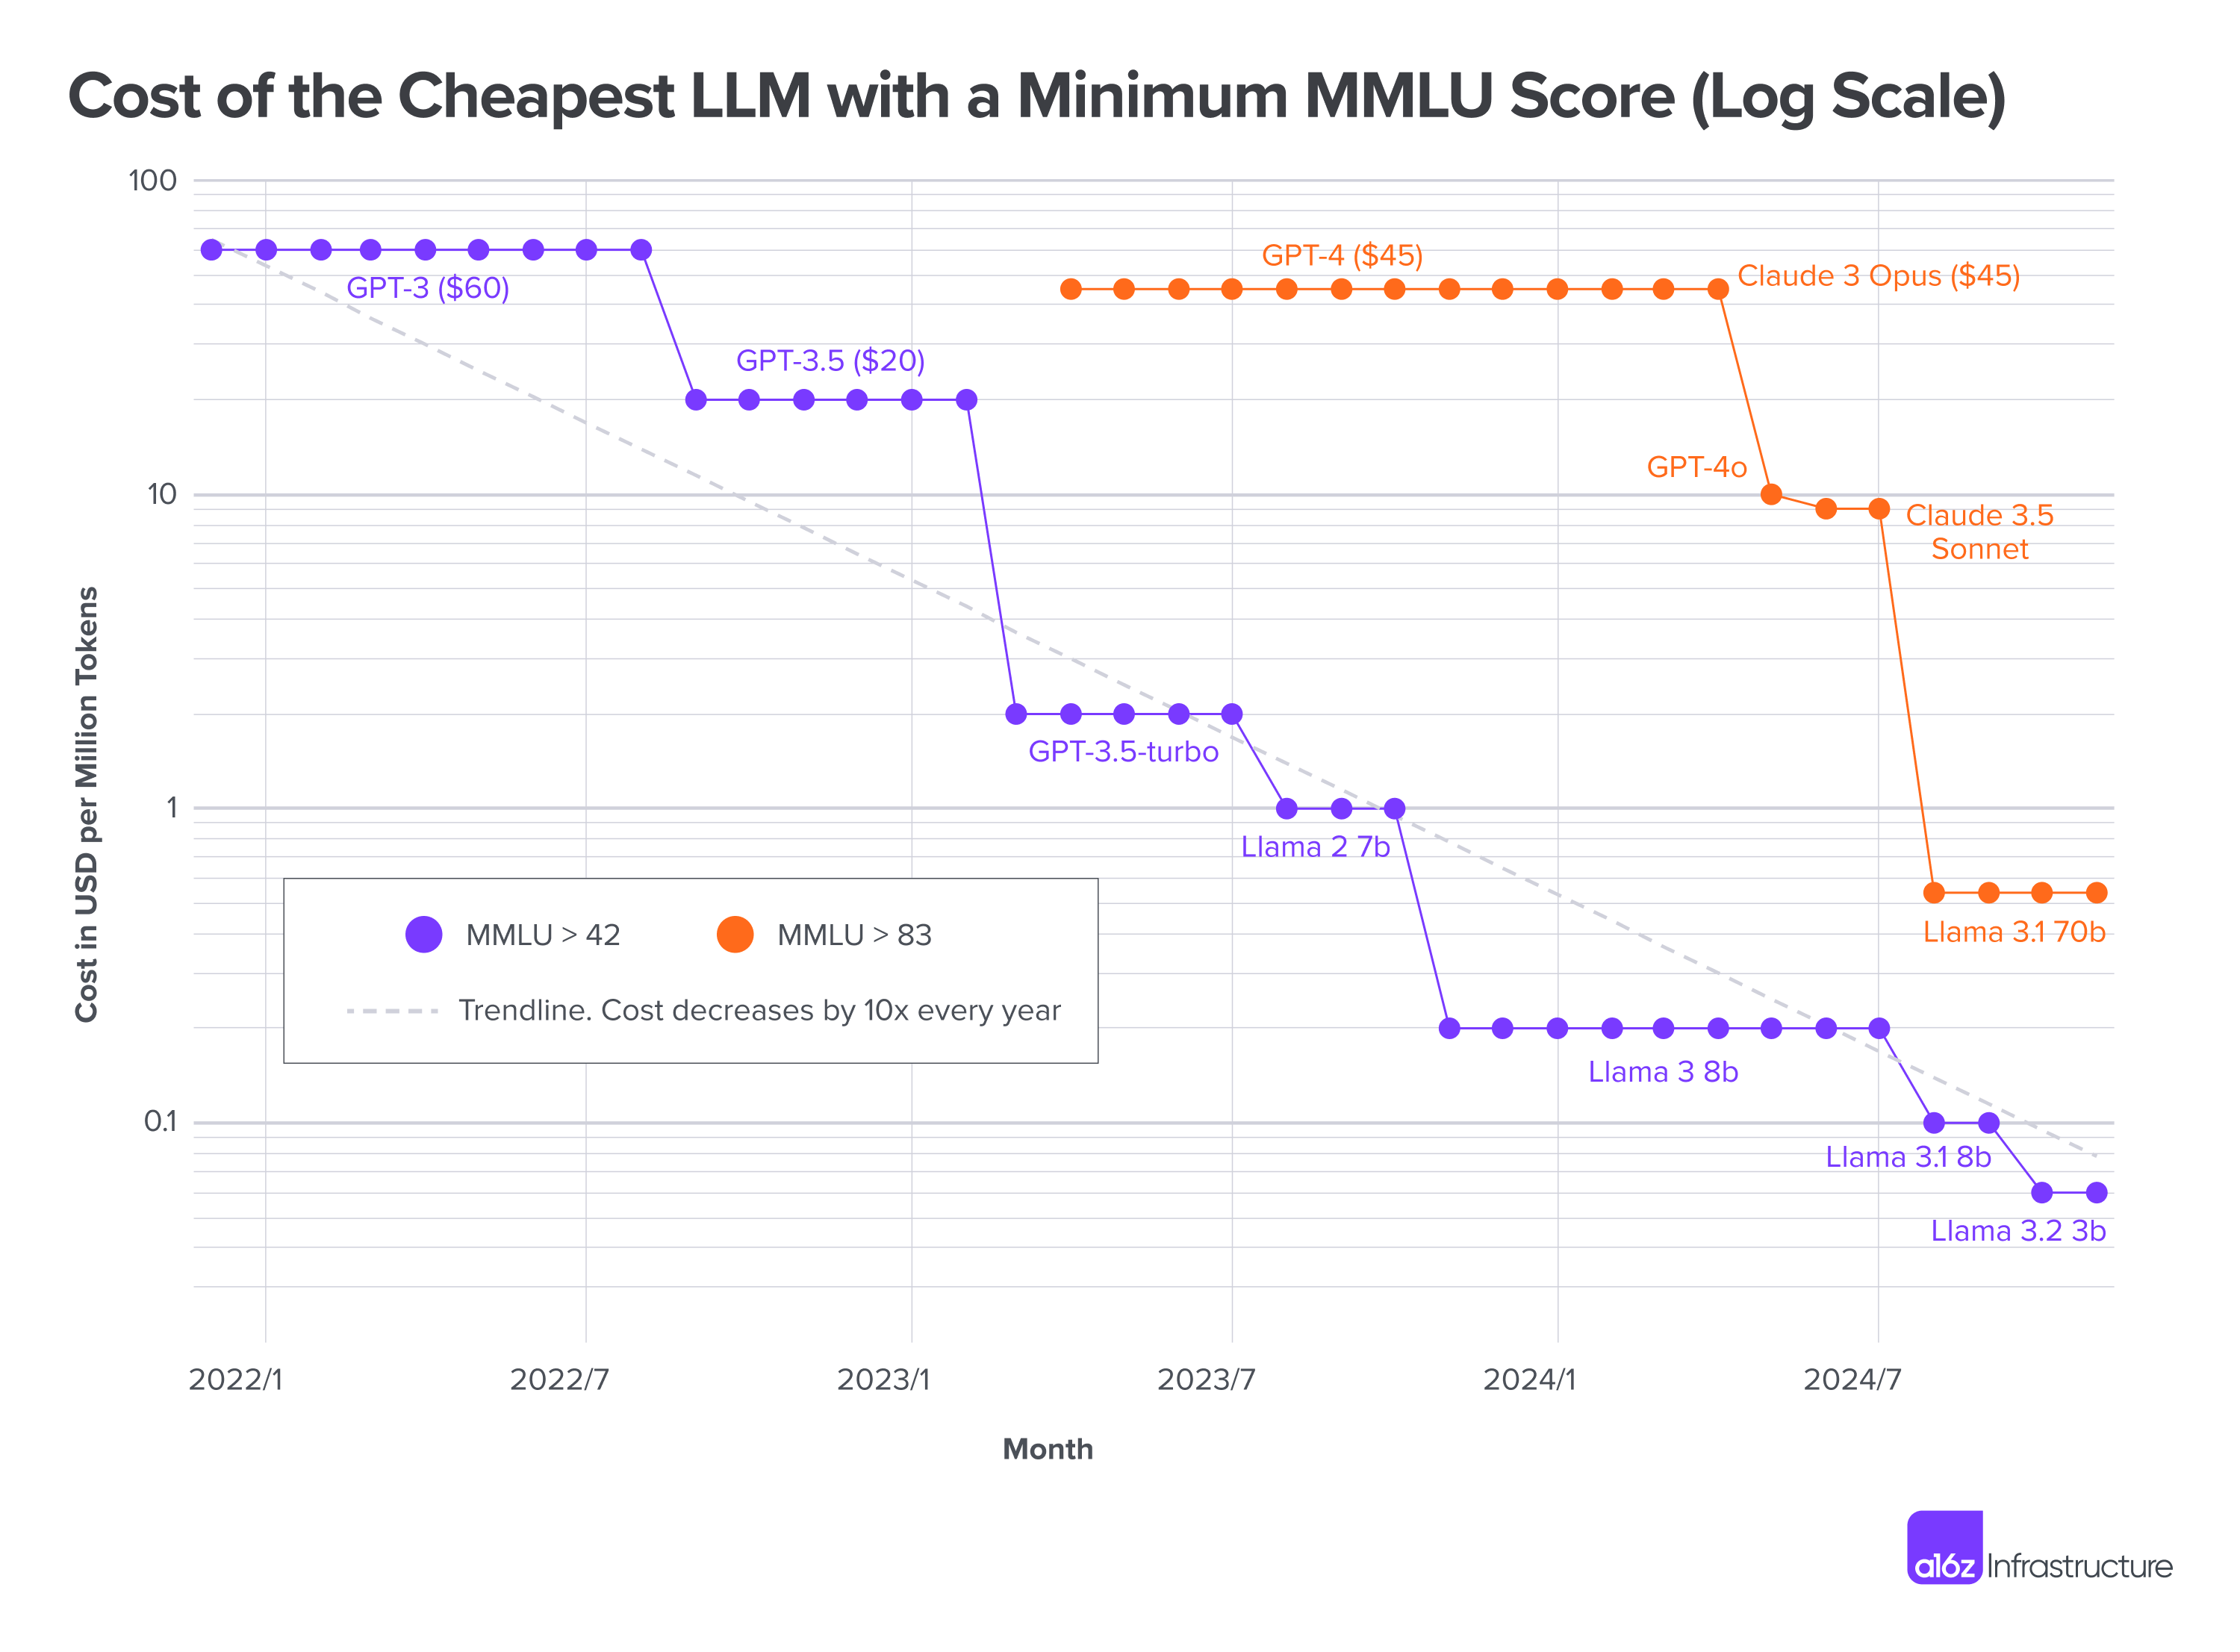 Cost of the Cheapest LLM with a Minimum MMLU Score (Log Scale)
100
10
1
0.1
Cost in USD per Million Tokens
GPT-3 ($60)
GPT-3.5 ($20)
GPT-4 ($45)
Claude 3 Opus ($45)
GPT-4o
Claude 3.5
Sonnet
GPT-3.5-turbo
Llama 2 7b
Llama 3.1 70b
Llama 3 8b
Llama 3.1 8b
Llama 3.2 3b
MMLU > 42
MMLU > 83
Trendline. Cost decreases by 10x every year
2022/1
2022/7
2023/1
2023/7
2024/1
2024/7
Month
a16z Infrastructure